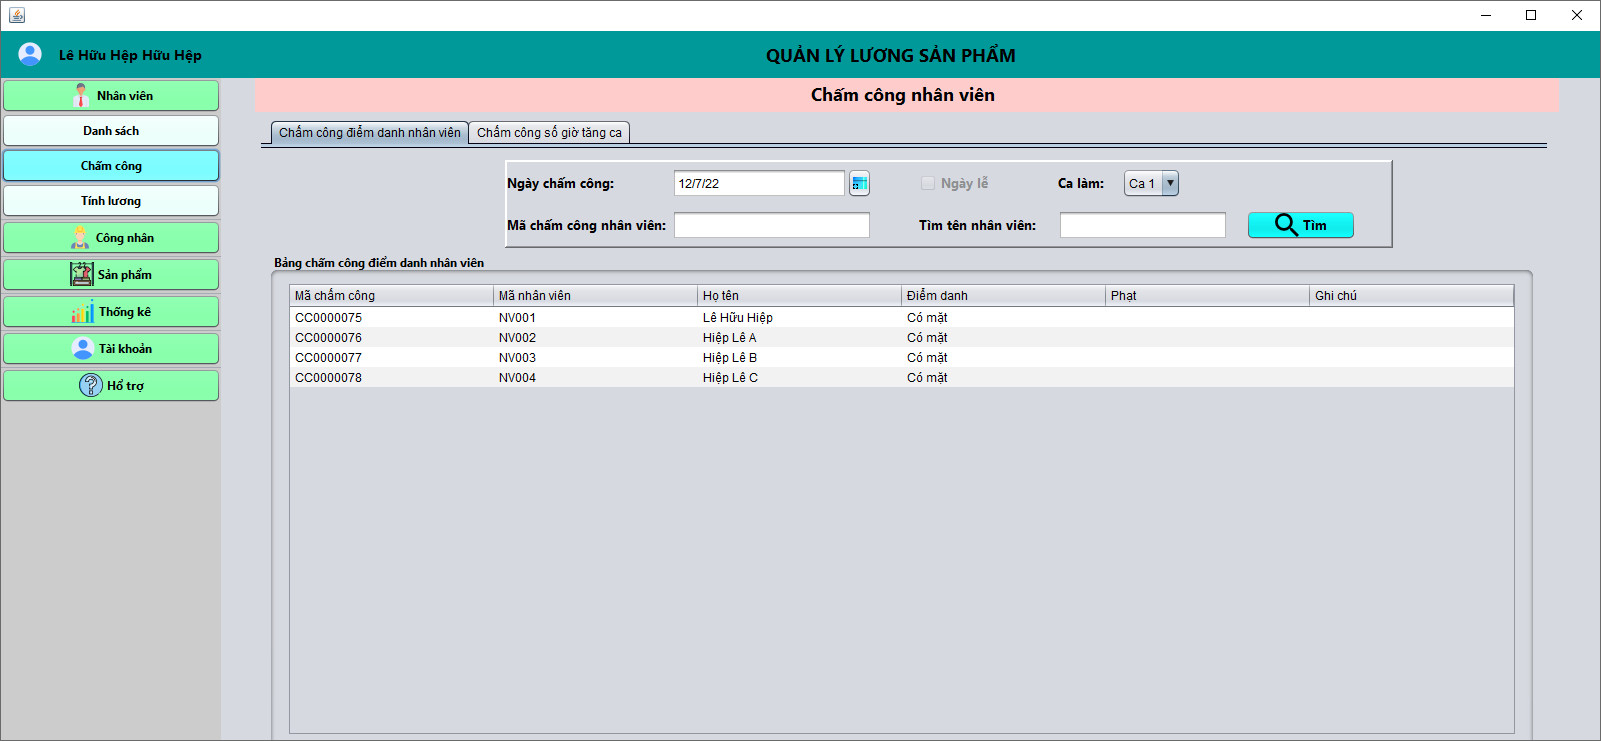 Lê Hữu Hệp Hữu Hệp
QUẢN LÝ LƯƠNG SẢN PHẨM
Nhân viên
Danh sách
Chấm công
Tính lương
Công nhân
Sản phẩm
Thống kê
Tài khoản
Hổ trợ
Chấm công nhân viên
Chấm công điểm danh nhân viên
Chấm công số giờ tăng ca
Ngày chấm công: 12/7/22 Ngày lễ Ca làm: Ca 1
Mã chấm công nhân viên: Tìm tên nhân viên: Tìm
Bảng chấm công điểm danh nhân viên
Mã chấm công Mã nhân viên Họ tên Điểm danh Phạt Ghi chú
CC0000075 NV001 Lê Hữu Hiệp Có mặt
CC0000076 NV002 Hiệp Lê A Có mặt
CC0000077 NV003 Hiệp Lê B Có mặt
CC0000078 NV004 Hiệp Lê C Có mặt